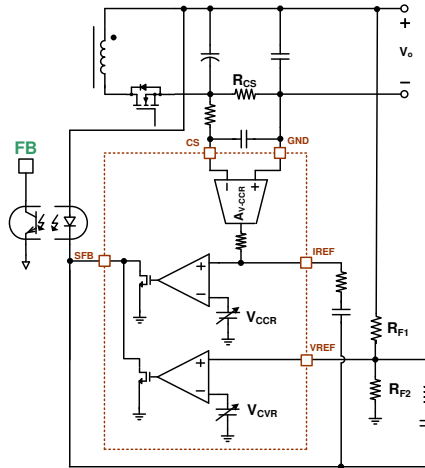 +
Vo
−
RCS
CS
GND
FB
− +
AV-CCR
SFB
+
IREF
−
VCCR
RF1
+
VREF
−
RF2
VCVR